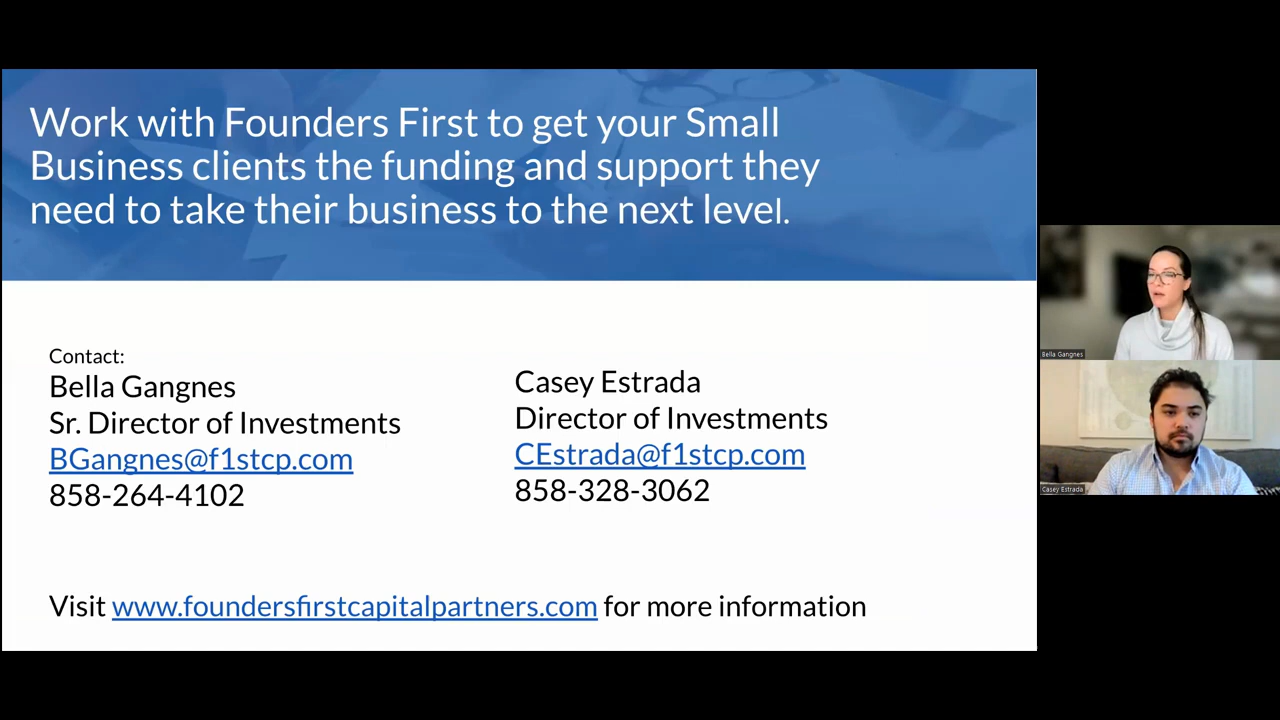 Work with Founders First to get your Small
Business clients the funding and support they
need to take their business to the next level.
Contact:
Bella Gangnes
Sr. Director of Investments
BGangnes@f1stcp.com
858-264-4102
Casey Estrada
Director of Investments
CEstrada@f1stcp.com
858-328-3062
Visit www.foundersfirstcapitalpartners.com for more information
Bella Gangnes
Casey Estrada